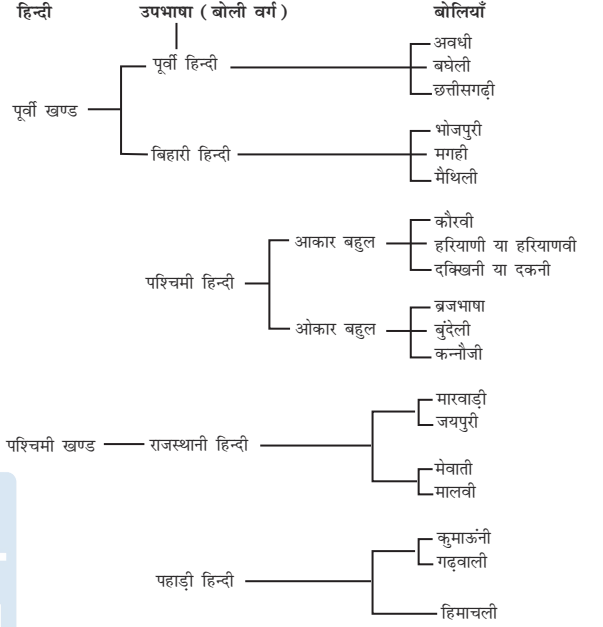 हिन्दी उपभाषा ( बोली वर्ग ) बोलियाँ
अवधी
पूर्वी हिन्दी
बघेली
छत्तीसगढ़ी
पूर्वी खण्ड
भोजपुरी
बिहारी हिन्दी मगही
मैथिली
कौरवी
आकार बहुल हरियाणी या हरियाणवी
दक्खिनी या दकनी
पश्चिमी हिन्दी
ब्रजभाषा
ओकार बहुल बुंदेली
कन्नौजी
मारवाड़ी
जयपुरी
पश्चिमी खण्ड राजस्थानी हिन्दी
मेवाती
मालवी
कुमाऊंनी
गढ़वाली
पहाड़ी हिन्दी
हिमाचली